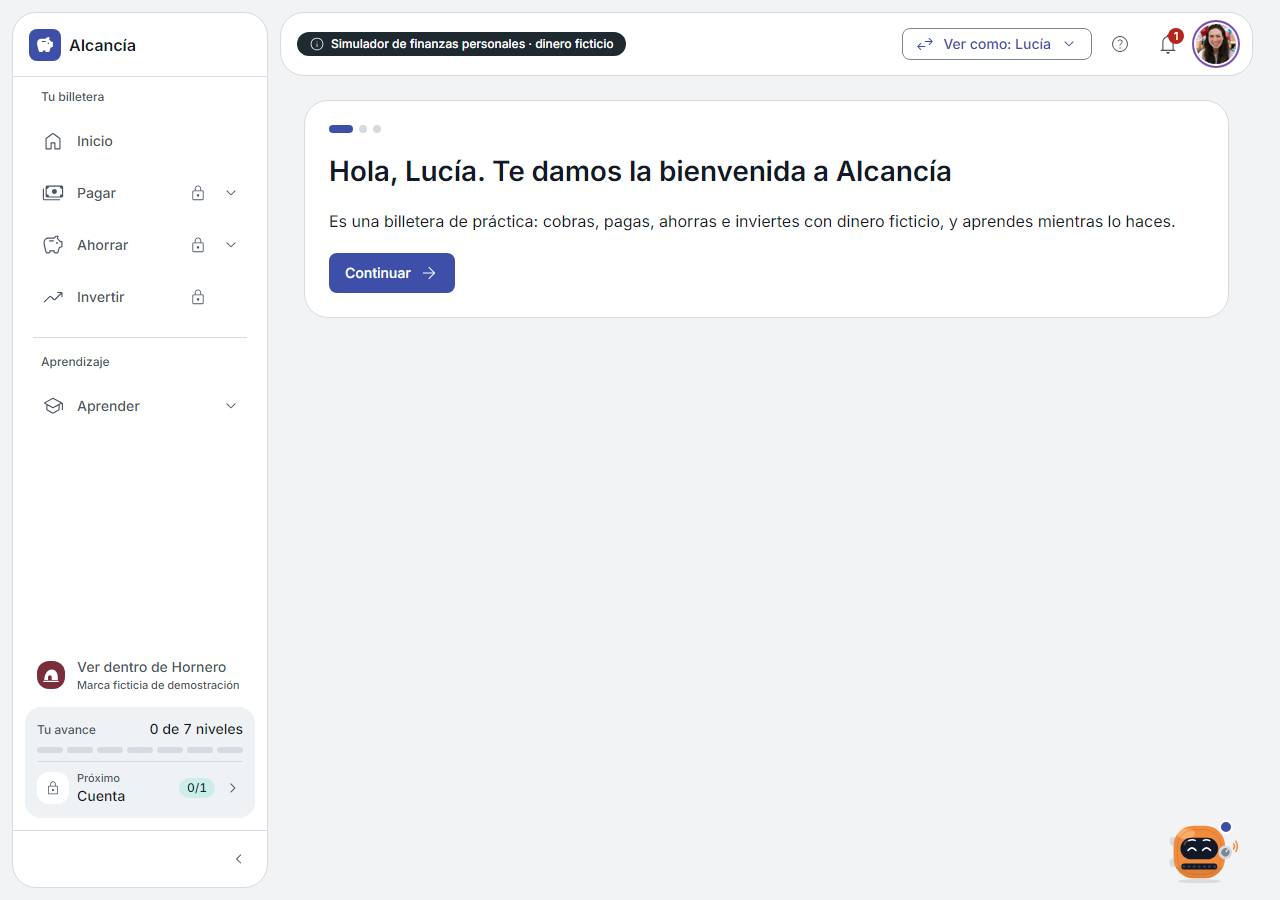 Alcancía
Simulador de finanzas personales · dinero ficticio
Ver como: Lucía
1
Tu billetera
Inicio
Pagar
Ahorrar
Invertir
Aprendizaje
Aprender
Hola, Lucía. Te damos la bienvenida a Alcancía
Es una billetera de práctica: cobras, pagas, ahorras e inviertes con dinero ficticio, y aprendes mientras lo haces.
Continuar
Ver dentro de Hornero
Marca ficticia de demostración
Tu avance
0 de 7 niveles
Próximo
Cuenta
0/1